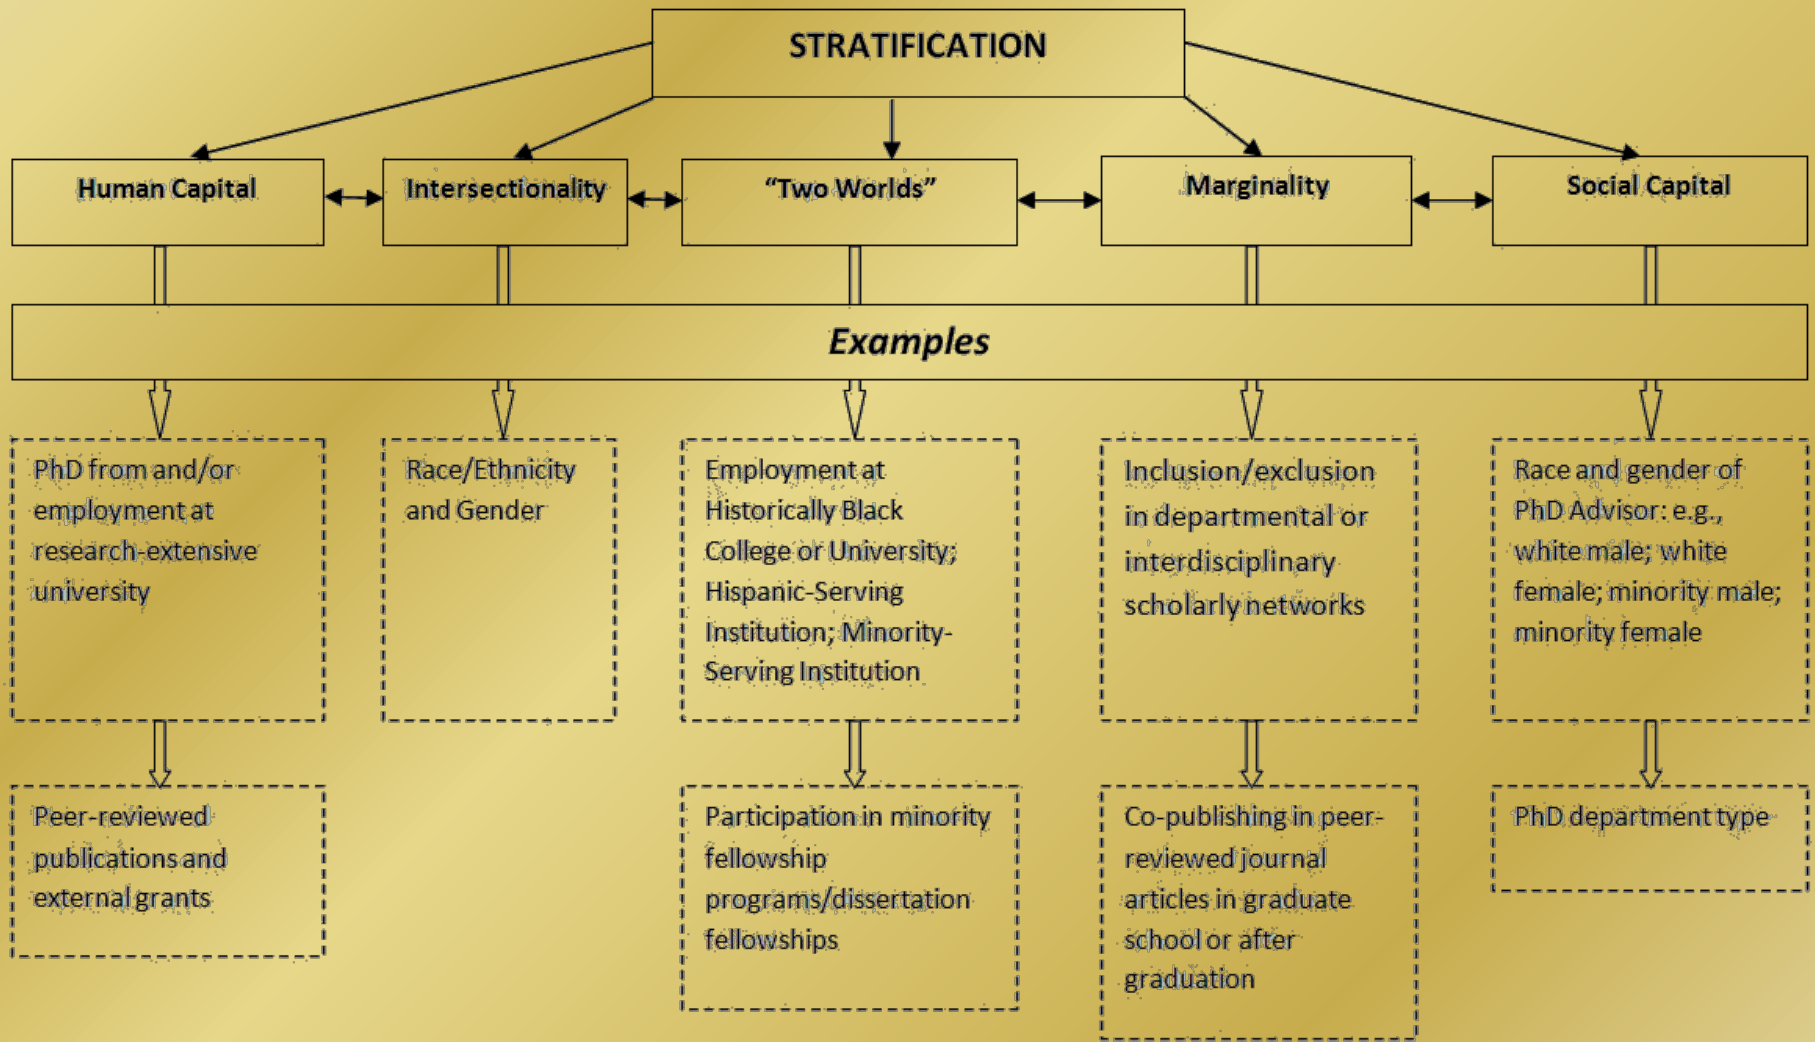 STRATIFICATION
Human Capital
Intersectionality
“Two Worlds”
Marginality
Social Capital
Examples
PhD from and/or
employment at
research-extensive
university
Race/Ethnicity
and Gender
Employment at
Historically Black
College or University;
Hispanic-Serving
Institution; Minority-
Serving Institution
Inclusion/exclusion
in departmental or
interdisciplinary
scholarly networks
Race and gender of
PhD Advisor: e.g.,
white male; white
female; minority male;
minority female
Peer-reviewed
publications and
external grants
Participation in minority
fellowship
programs/dissertation
fellowships
Co-publishing in peer-
reviewed journal
articles in graduate
school or after
graduation
PhD department type